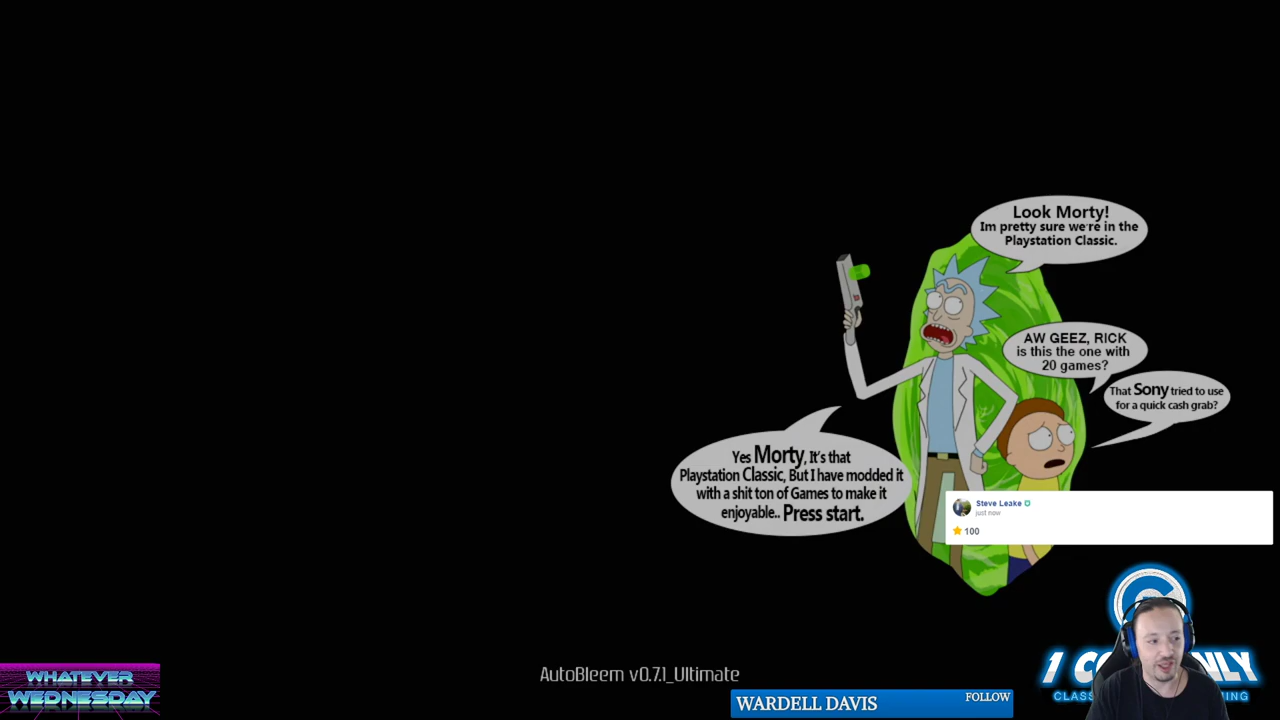 Look Morty!
Im pretty sure we're in the
Playstation Classic.
AW GEEZ, RICK
is this the one with
20 games?
That Sony tried to use
for a quick cash grab?
Yes Morty, It's that
Playstation Classic, But I have modded it
with a shit ton of Games to make it
enjoyable.. Press start.
Steve Leake
just now
100
AutoBleem v0.7.1_Ultimate
WHATEVER
WEDNESDAY
WARDELL DAVIS
FOLLOW